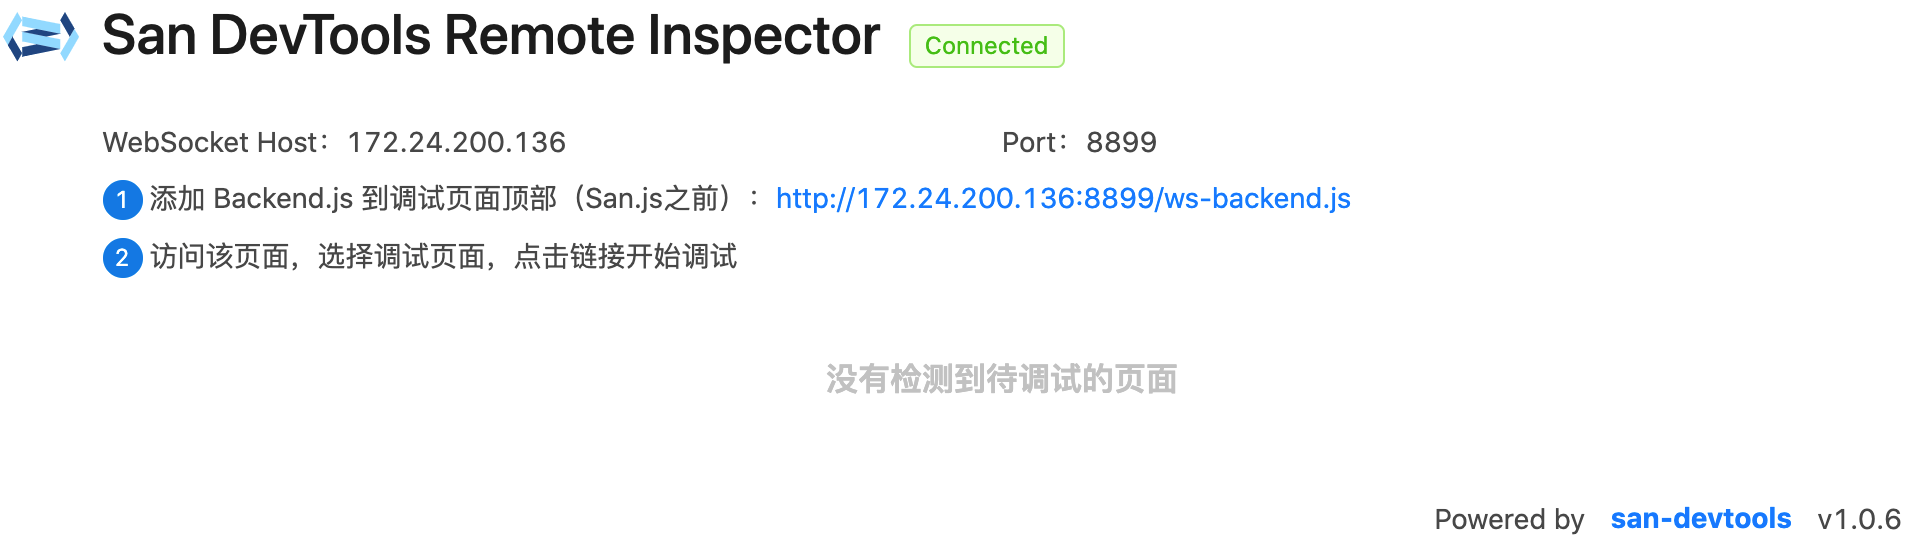 San DevTools Remote Inspector Connected
WebSocket Host：172.24.200.136 Port：8899
1 添加 Backend.js 到调试页面顶部（San.js之前）：http://172.24.200.136:8899/ws-backend.js
2 访问该页面，选择调试页面，点击链接开始调试
没有检测到待调试的页面
Powered by san-devtools v1.0.6